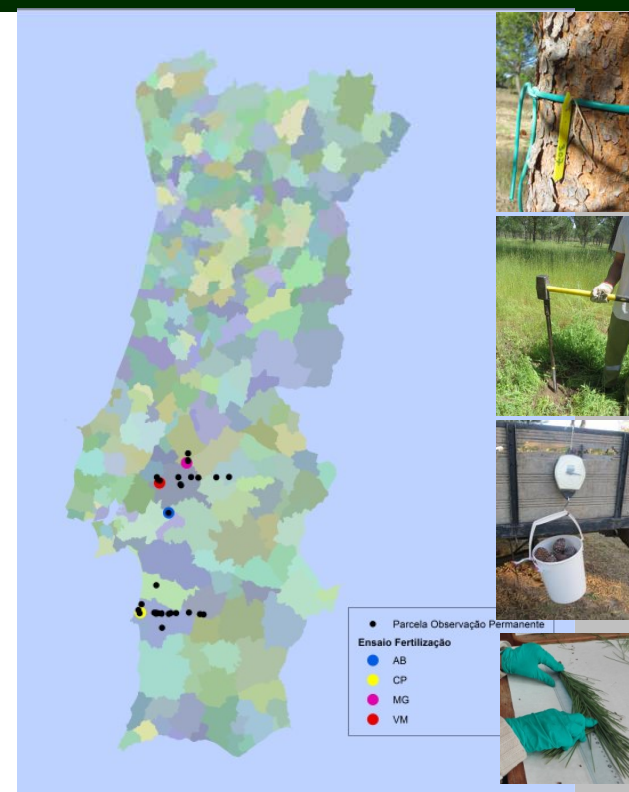 Parcela Observação Permanente
Ensaio Fertilização
AB
CP
MG
VM